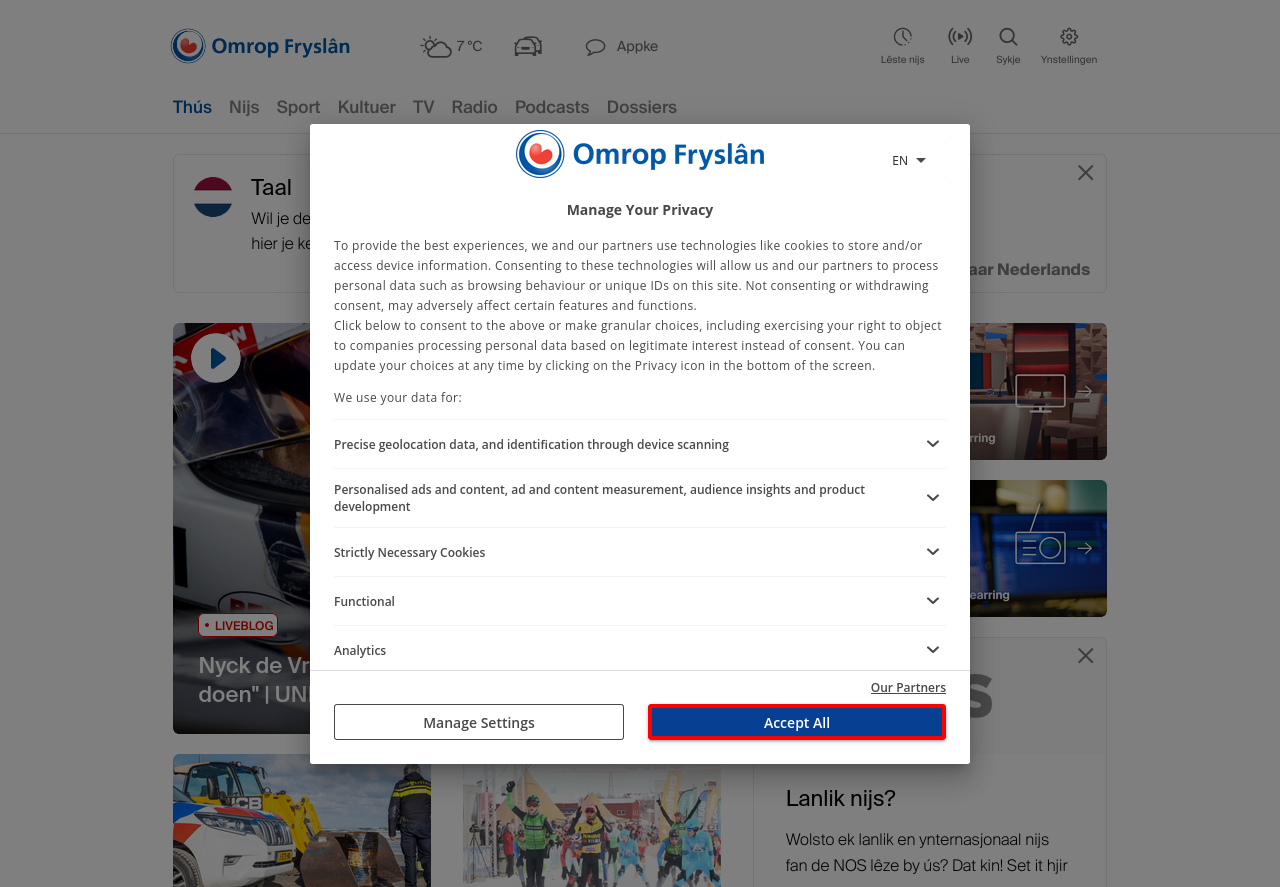 Omrop Fryslân
7 °C
Appke
Lêste nijs
Live
Sykje
Ynstellingen
Thús
Nijs
Sport
Kultuer
TV
Radio
Podcasts
Dossiers
Taal
Wil je de
hier je
aar Nederlands
Omrop Fryslân
EN
Manage Your Privacy
To provide the best experiences, we and our partners use technologies like cookies to store and/or
access device information. Consenting to these technologies will allow us and our partners to process
personal data such as browsing behaviour or unique IDs on this site. Not consenting or withdrawing
consent, may adversely affect certain features and functions.
Click below to consent to the above or make granular choices, including exercising your right to object
to companies processing personal data based on legitimate interest instead of consent. You can
update your choices at any time by clicking on the Privacy icon in the bottom of the screen.
We use your data for:
Precise geolocation data, and identification through device scanning
Personalised ads and content, ad and content measurement, audience insights and product
development
Strictly Necessary Cookies
Functional
Analytics
Our Partners
Manage Settings
Accept All
rring
earring
• LIVEBLOG
Nyck de Vr
doen" | UNI
S
JCB
Lanlik nijs?
Wolsto ek lanlik en ynternasjonaal nijs
fan de NOS lêze by ús? Dat kin! Set it hjir